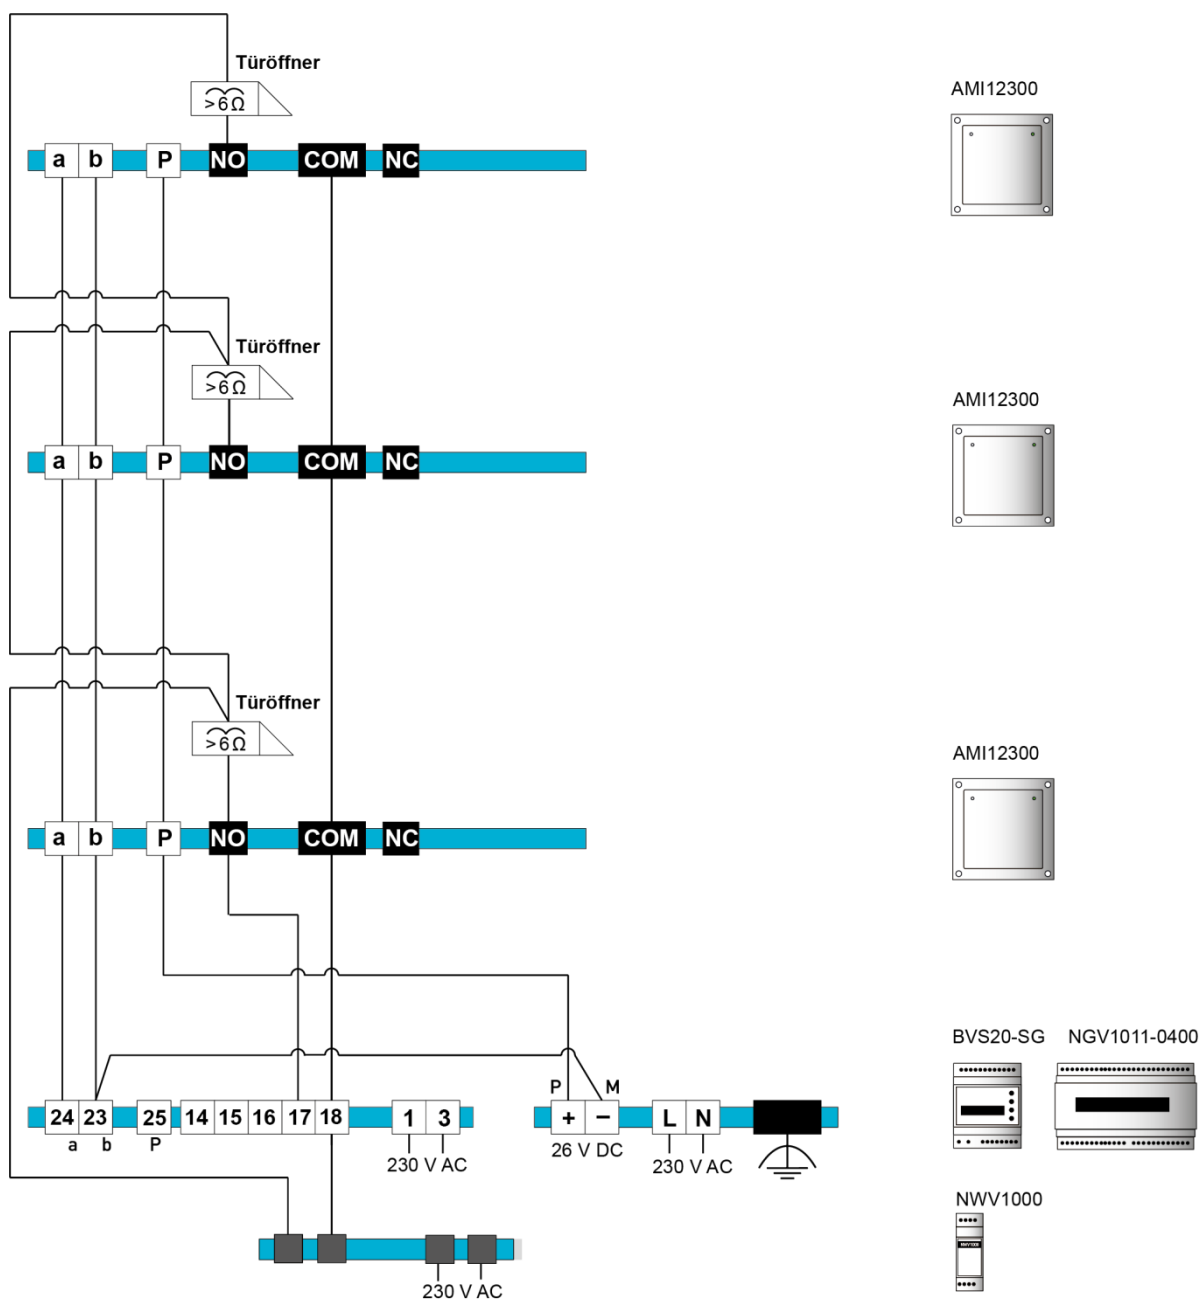 Türöffner
>6Ω
AMI12300
a b P NO COM NC
Türöffner
>6Ω
AMI12300
a b P NO COM NC
Türöffner
>6Ω
AMI12300
a b P NO COM NC
BVS20-SG NGV1011-0400
P M
24 23 25 14 15 16 17 18 1 3 + − L N
a b P 230 V AC 26 V DC 230 V AC
NWV1000
NWV1000
230 V AC